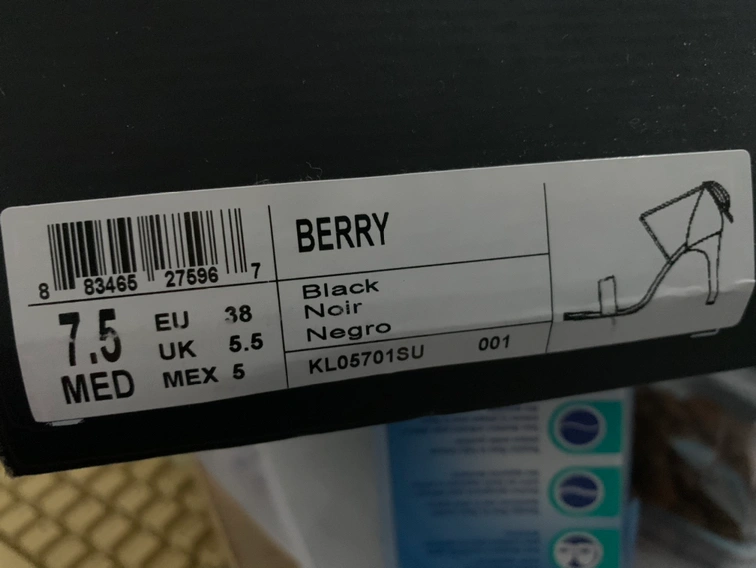 8 83465 27596 7
7.5
MED
EU 38
UK 5.5
MEX 5
BERRY
Black
Noir
Negro
KL05701SU 001